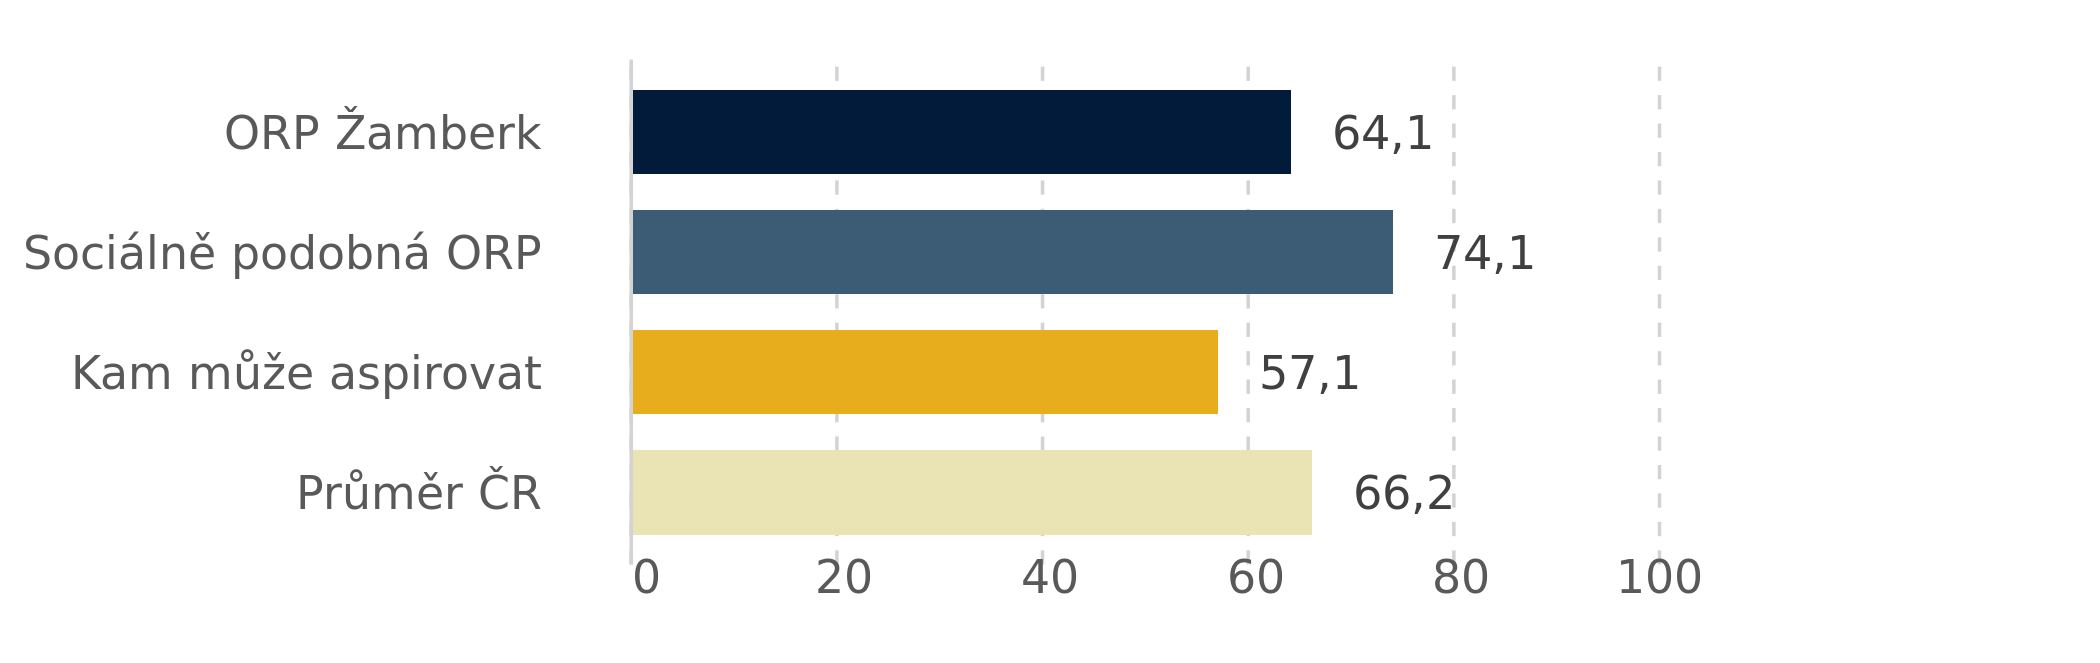 ORP Žamberk 64,1
Sociálně podobná ORP 74,1
Kam může aspirovat 57,1
Průměr ČR 66,2
0 20 40 60 80 100